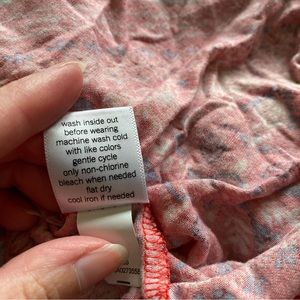 wash inside out
before wearing
machine wash cold
with like colors
gentle cycle
only non-chlorine
bleach when needed
flat dry
cool iron if needed